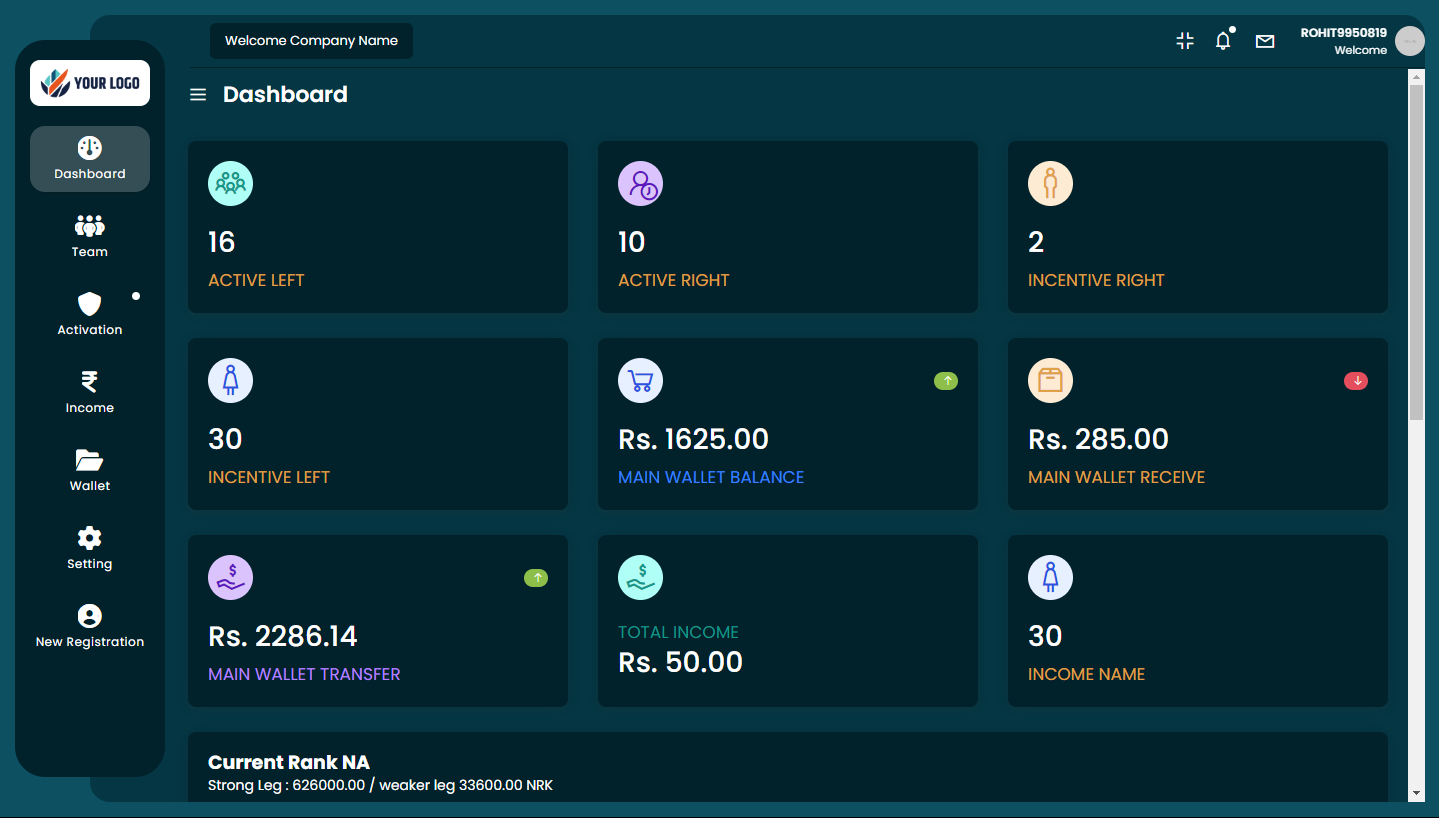 Welcome Company Name
ROHIT9950819
Welcome
YOUR LOGO
Dashboard
Team
Activation
Income
Wallet
Setting
New Registration
Dashboard
16
ACTIVE LEFT
10
ACTIVE RIGHT
2
INCENTIVE RIGHT
30
INCENTIVE LEFT
Rs. 1625.00
MAIN WALLET BALANCE
Rs. 285.00
MAIN WALLET RECEIVE
Rs. 2286.14
MAIN WALLET TRANSFER
TOTAL INCOME
Rs. 50.00
30
INCOME NAME
Current Rank NA
Strong Leg : 626000.00 / weaker leg 33600.00 NRK